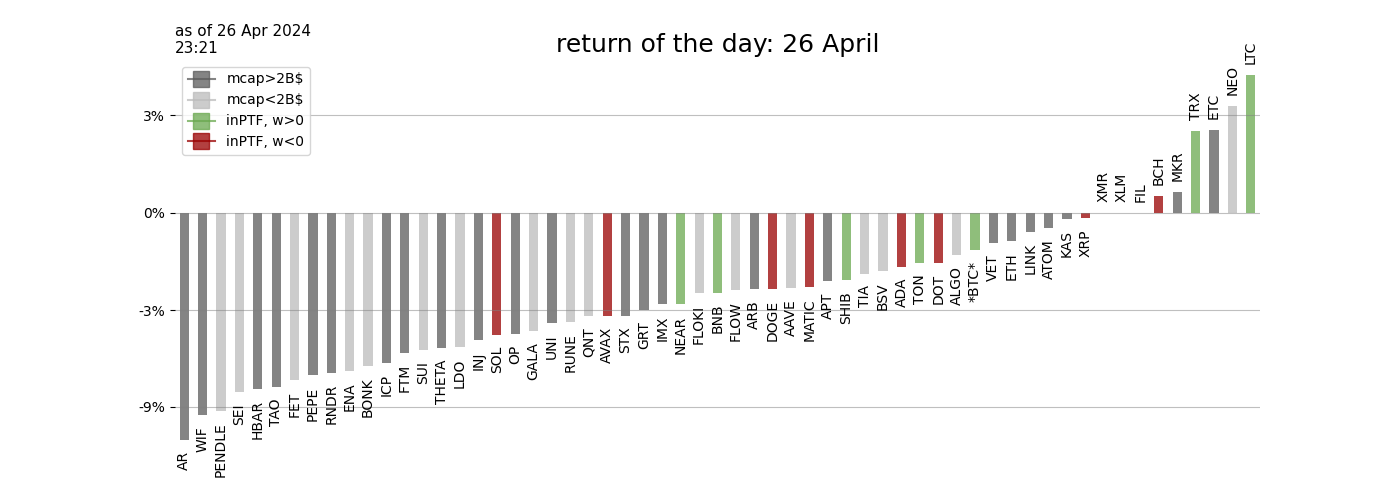 as of 26 Apr 2024
23:21
return of the day: 26 April
mcap>2B$
mcap<2B$
inPTF, w>0
inPTF, w<0
3%
0%
-3%
-9%
AR
WIF
PENDLE
SEI
HBAR
TAO
FET
PEPE
RNDR
ENA
BONK
ICP
FTM
SUI
THETA
LDO
INJ
SOL
OP
GALA
UNI
RUNE
QNT
AVAX
STX
GRT
IMX
NEAR
FLOKI
BNB
FLOW
ARB
DOGE
AAVE
MATIC
APT
SHIB
TIA
BSV
ADA
TON
DOT
ALGO
*BTC*
VET
ETH
LINK
ATOM
KAS
XRP
XMR
XLM
FIL
BCH
MKR
TRX
ETC
NEO
LTC